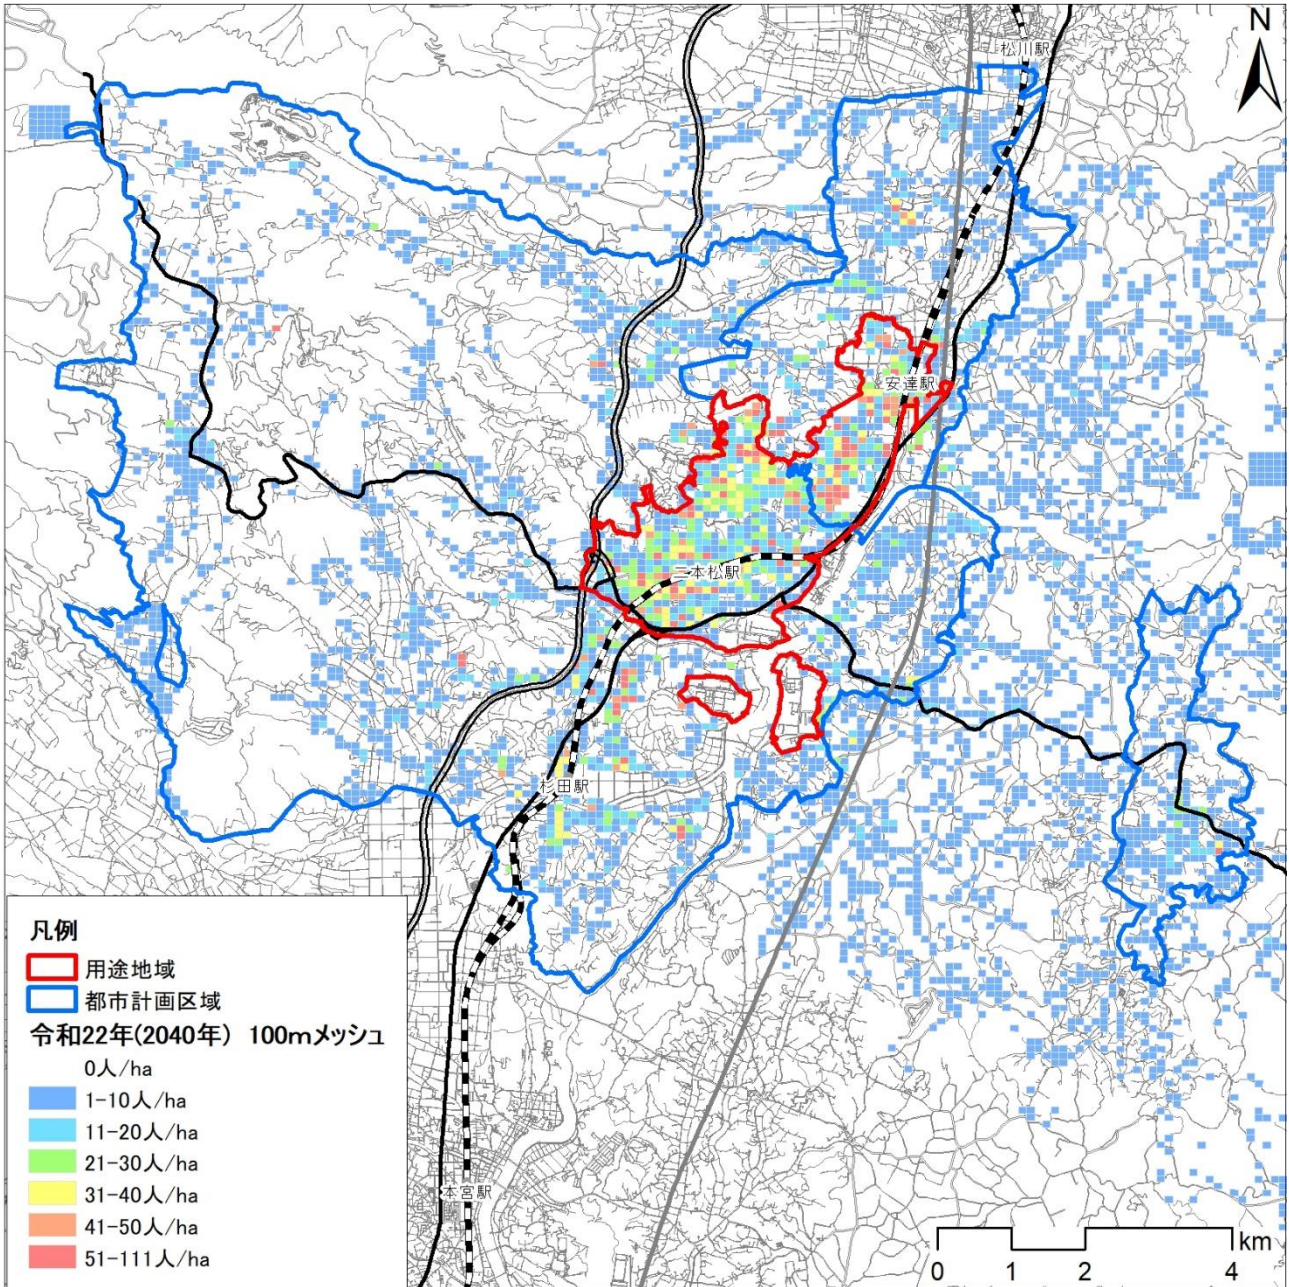 N
松川駅
安達駅
二本松駅
杉田駅
凡例
用途地域
都市計画区域
令和22年(2040年) 100mメッシュ
0人/ha
1-10人/ha
11-20人/ha
21-30人/ha
31-40人/ha
41-50人/ha
51-111人/ha
本宮駅
km
0 1 2 4